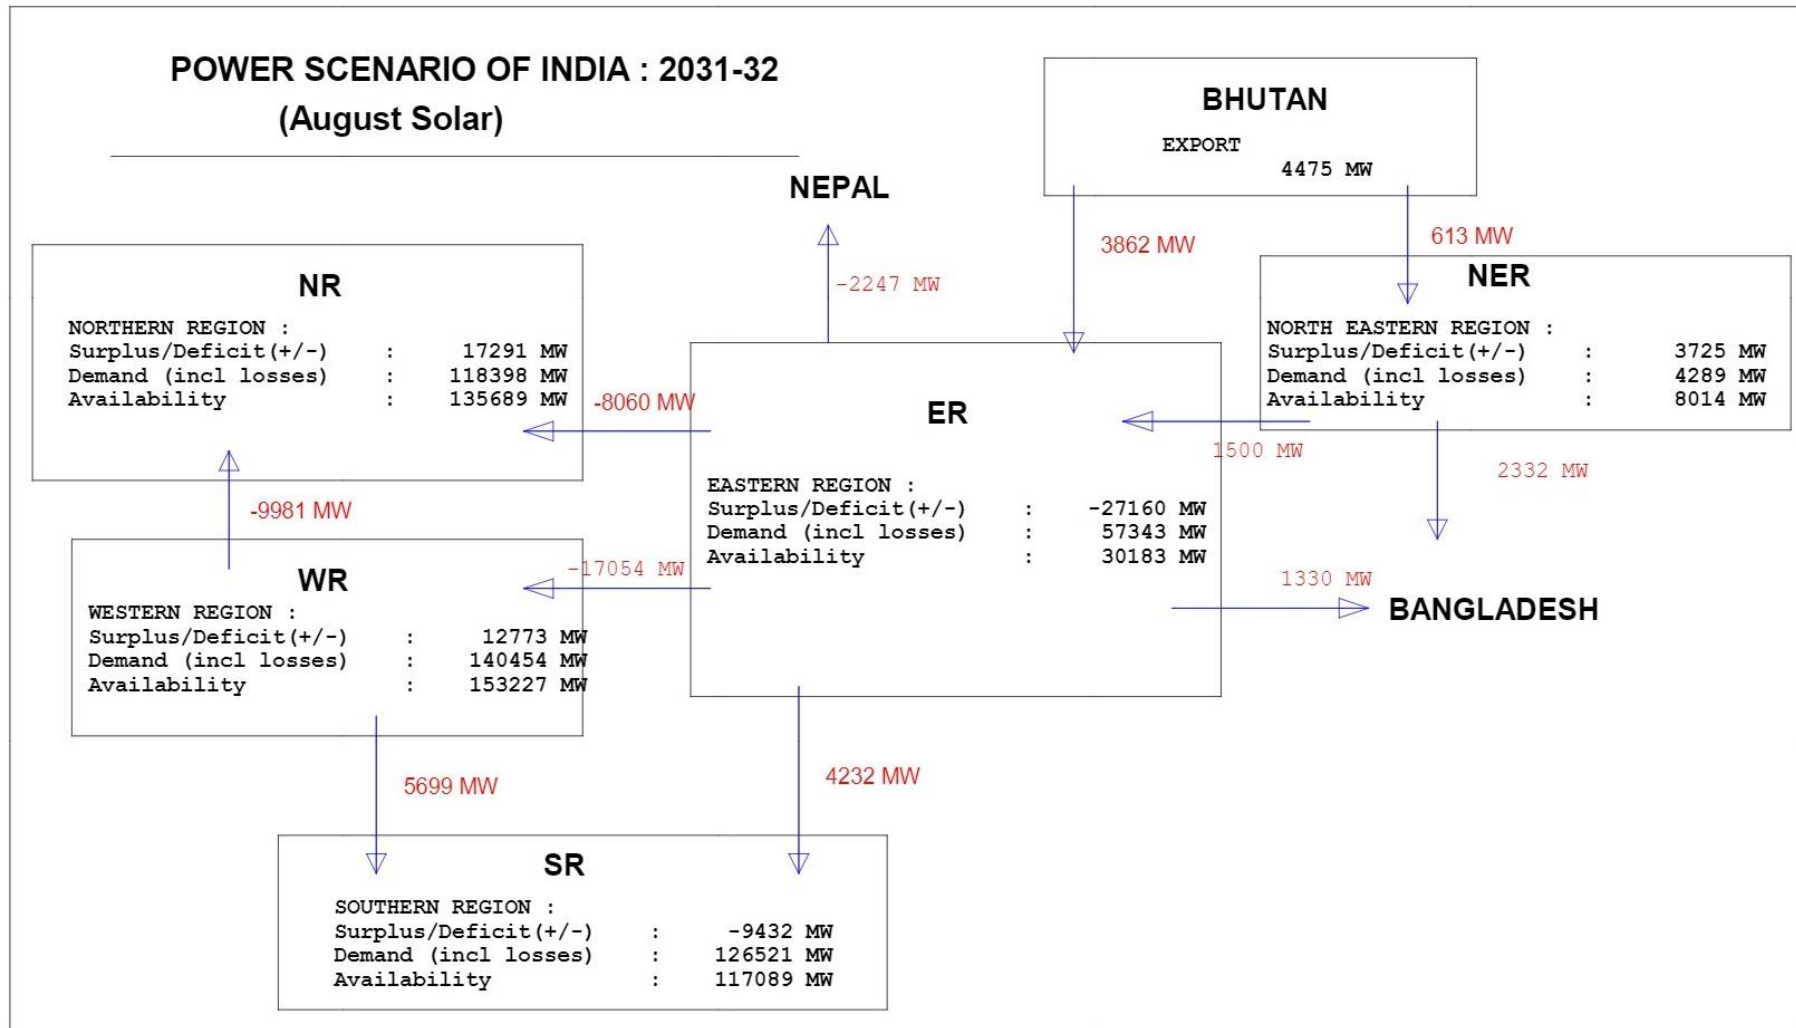 POWER SCENARIO OF INDIA : 2031-32
(August Solar)
BHUTAN
EXPORT
4475 MW
NEPAL
3862 MW
613 MW
-2247 MW
NR
NORTHERN REGION :
Surplus/Deficit(+/-) : 17291 MW
Demand (incl losses) : 118398 MW
Availability : 135689 MW
-8060 MW
NER
NORTH EASTERN REGION :
Surplus/Deficit(+/-) : 3725 MW
Demand (incl losses) : 4289 MW
Availability : 8014 MW
ER
EASTERN REGION :
Surplus/Deficit(+/-) : -27160 MW
Demand (incl losses) : 57343 MW
Availability : 30183 MW
1500 MW
2332 MW
-9981 MW
-17054 MW
1330 MW
BANGLADESH
WR
WESTERN REGION :
Surplus/Deficit(+/-) : 12773 MW
Demand (incl losses) : 140454 MW
Availability : 153227 MW
5699 MW
4232 MW
SR
SOUTHERN REGION :
Surplus/Deficit(+/-) : -9432 MW
Demand (incl losses) : 126521 MW
Availability : 117089 MW